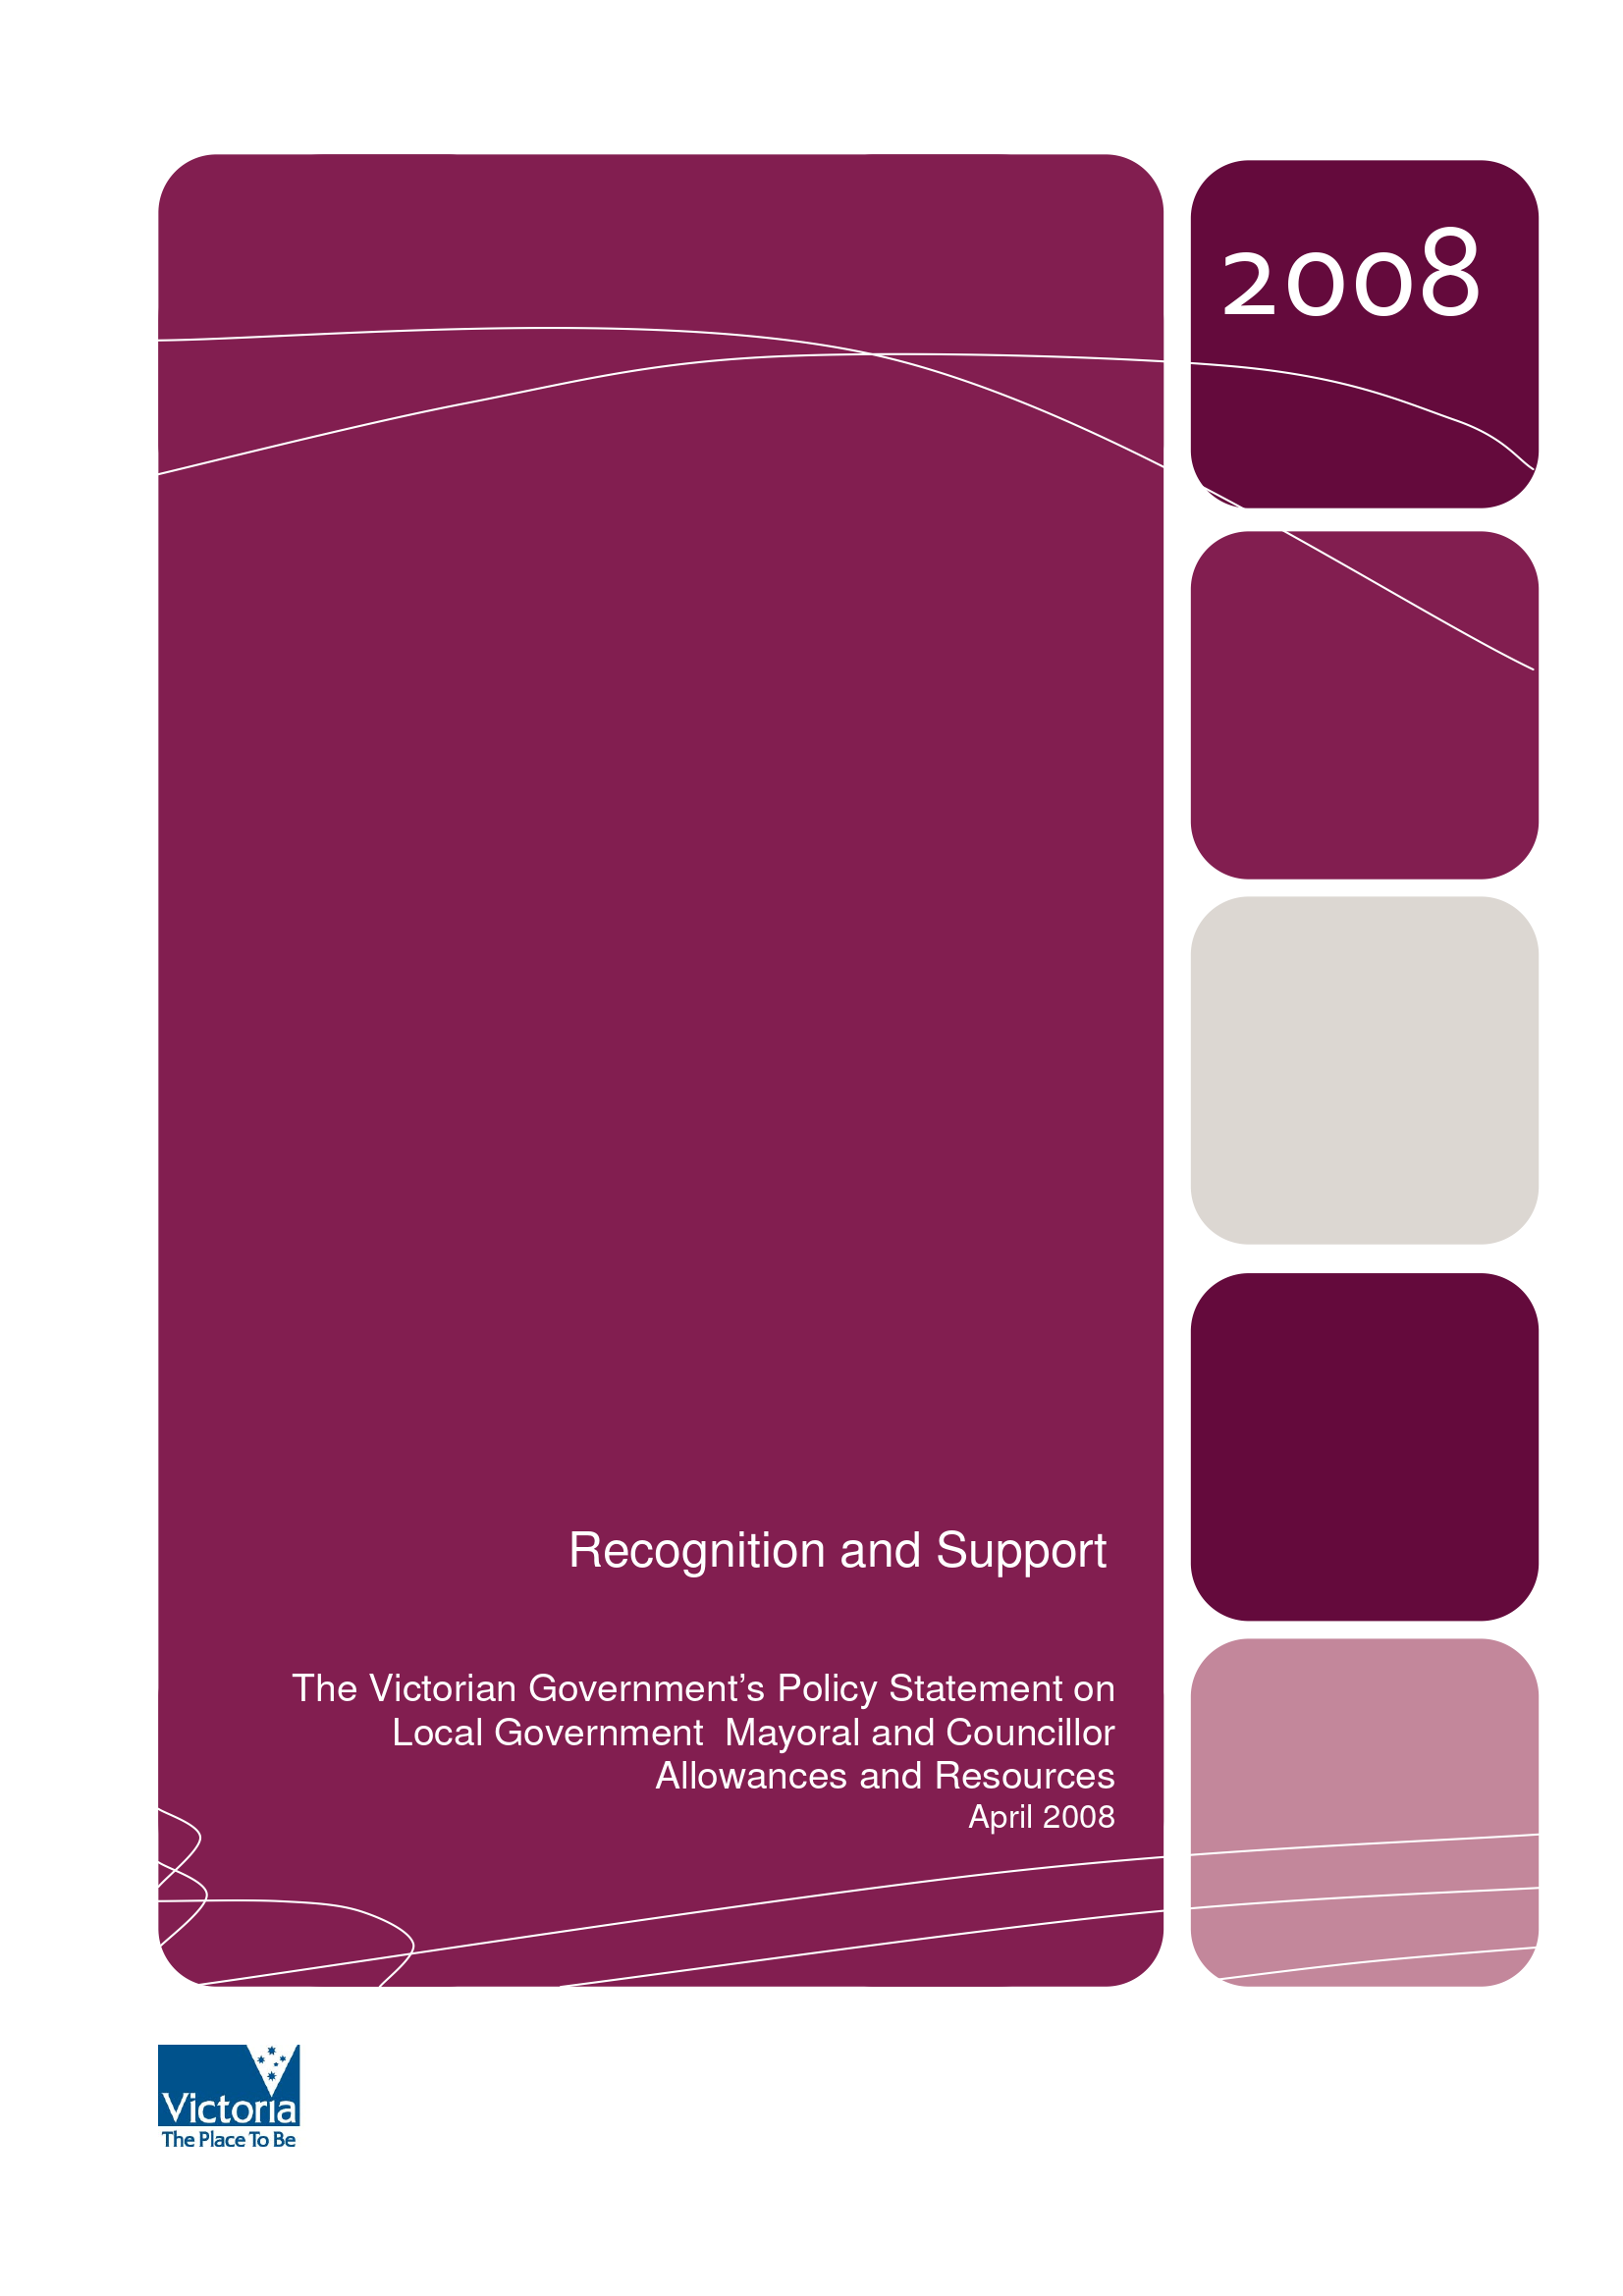 2008
Recognition and Support
The Victorian Government’s Policy Statement on
Local Government  Mayoral and Councillor
Allowances and Resources
April 2008
Victoria
The Place To Be